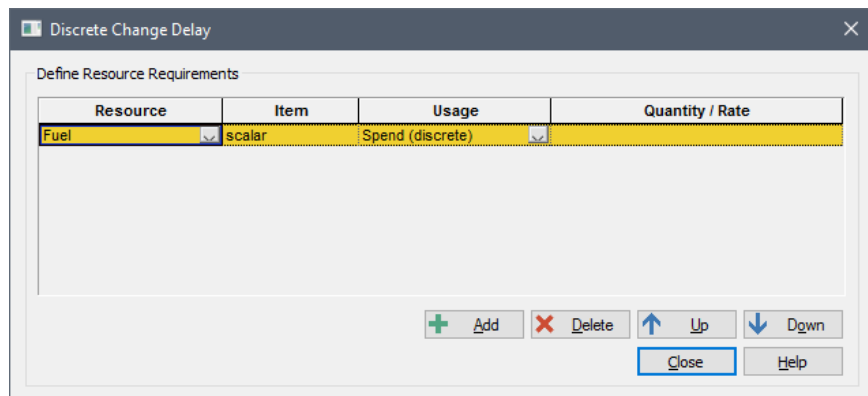 Discrete Change Delay
Define Resource Requirements
Resource Item Usage Quantity / Rate
Fuel scalar Spend (discrete)
Add Delete Up Down
Close Help